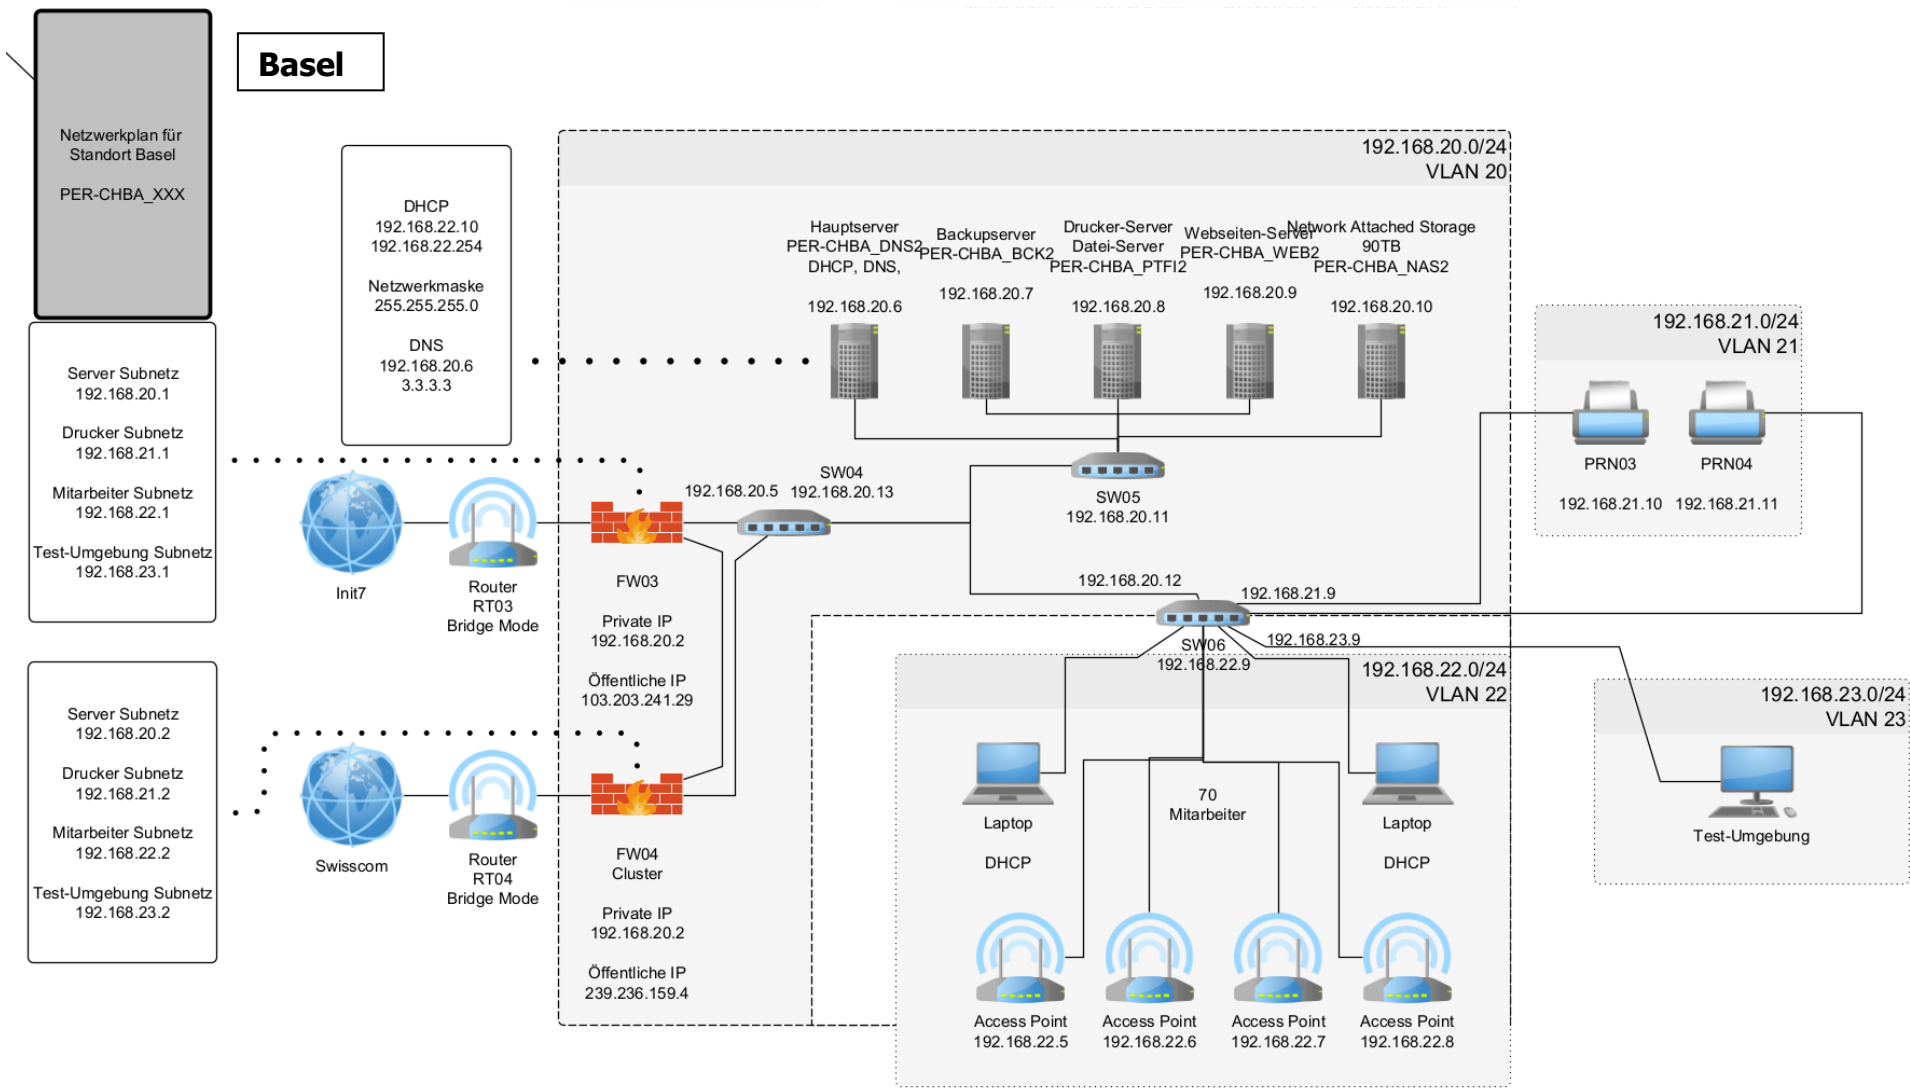 Basel
Netzwerkplan für
Standort Basel
PER-CHBA_XXX
DHCP
192.168.22.10
192.168.22.254
Netzwerkmaske
255.255.255.0
DNS
192.168.20.6
3.3.3.3
Server Subnetz
192.168.20.1
Drucker Subnetz
192.168.21.1
Mitarbeiter Subnetz
192.168.22.1
Test-Umgebung Subnetz
192.168.23.1
Server Subnetz
192.168.20.2
Drucker Subnetz
192.168.21.2
Mitarbeiter Subnetz
192.168.22.2
Test-Umgebung Subnetz
192.168.23.2
Init7
Router
RT03
Bridge Mode
Swisscom
Router
RT04
Bridge Mode
192.168.20.0/24
VLAN 20
Hauptserver
PER-CHBA_DNS2
DHCP, DNS,
192.168.20.6
Backupserver
PER-CHBA_BCK2
192.168.20.7
Drucker-Server
Datei-Server
PER-CHBA_PTFI2
192.168.20.8
Webseiten-Server
PER-CHBA_WEB2
192.168.20.9
Network Attached Storage
90TB
PER-CHBA_NAS2
192.168.20.10
FW03
Private IP
192.168.20.2
Öffentliche IP
103.203.241.29
FW04
Cluster
Private IP
192.168.20.2
Öffentliche IP
239.236.159.4
192.168.20.5
SW04
192.168.20.13
SW05
192.168.20.11
192.168.20.12
192.168.21.9
192.168.23.9
SW06
192.168.22.9
192.168.21.0/24
VLAN 21
PRN03
192.168.21.10
PRN04
192.168.21.11
192.168.22.0/24
VLAN 22
Laptop
DHCP
70
Mitarbeiter
Laptop
DHCP
Access Point
192.168.22.5
Access Point
192.168.22.6
Access Point
192.168.22.7
Access Point
192.168.22.8
192.168.23.0/24
VLAN 23
Test-Umgebung